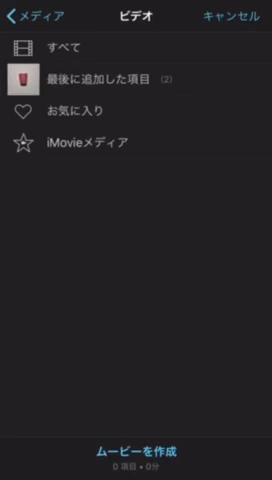 メディア ビデオ キャンセル
すべて
最後に追加した項目 (2)
お気に入り
iMovieメディア
ムービーを作成
0 項目 • 0分